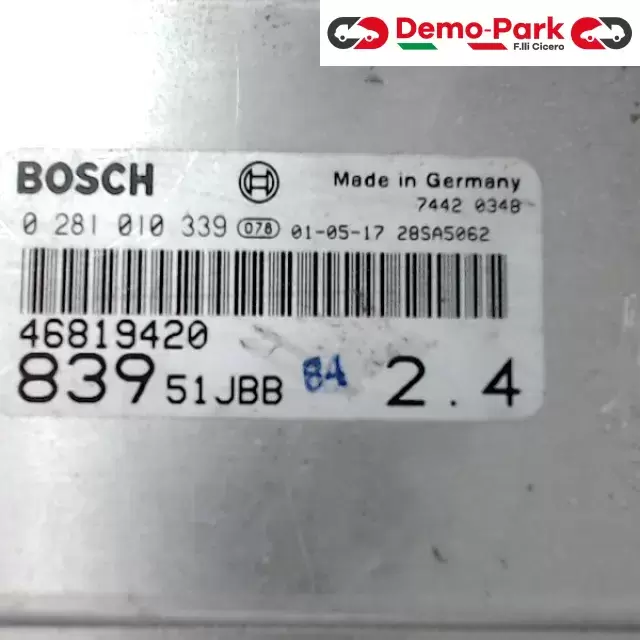 Demo-Park
F.lli Cicero
BOSCH
Made in Germany
7442 0348
0 281 010 339 078 01-05-17 28SA5062
46819420
839 51JBB 84 2.4